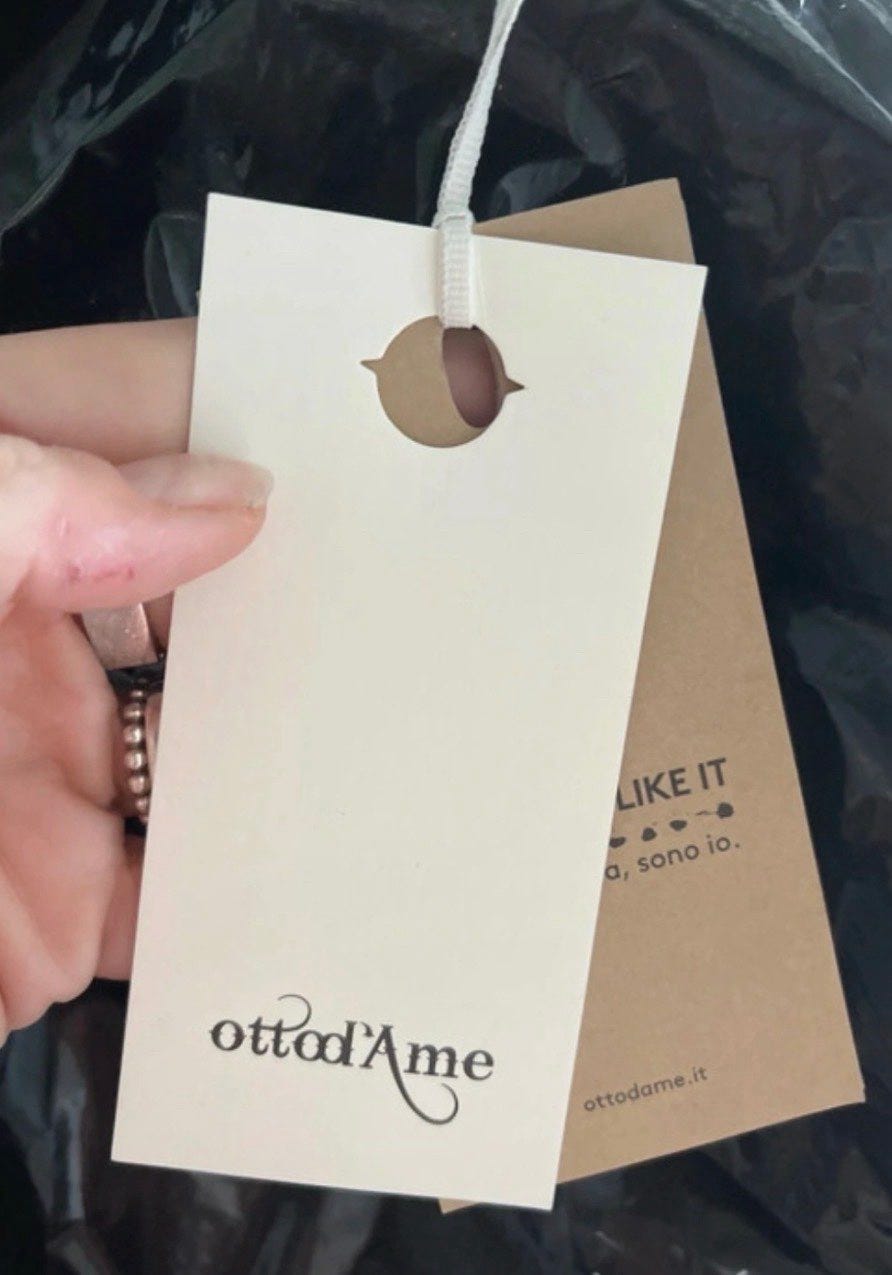 LIKE IT
a, sono io.
ottod'Ame
ottodame.it